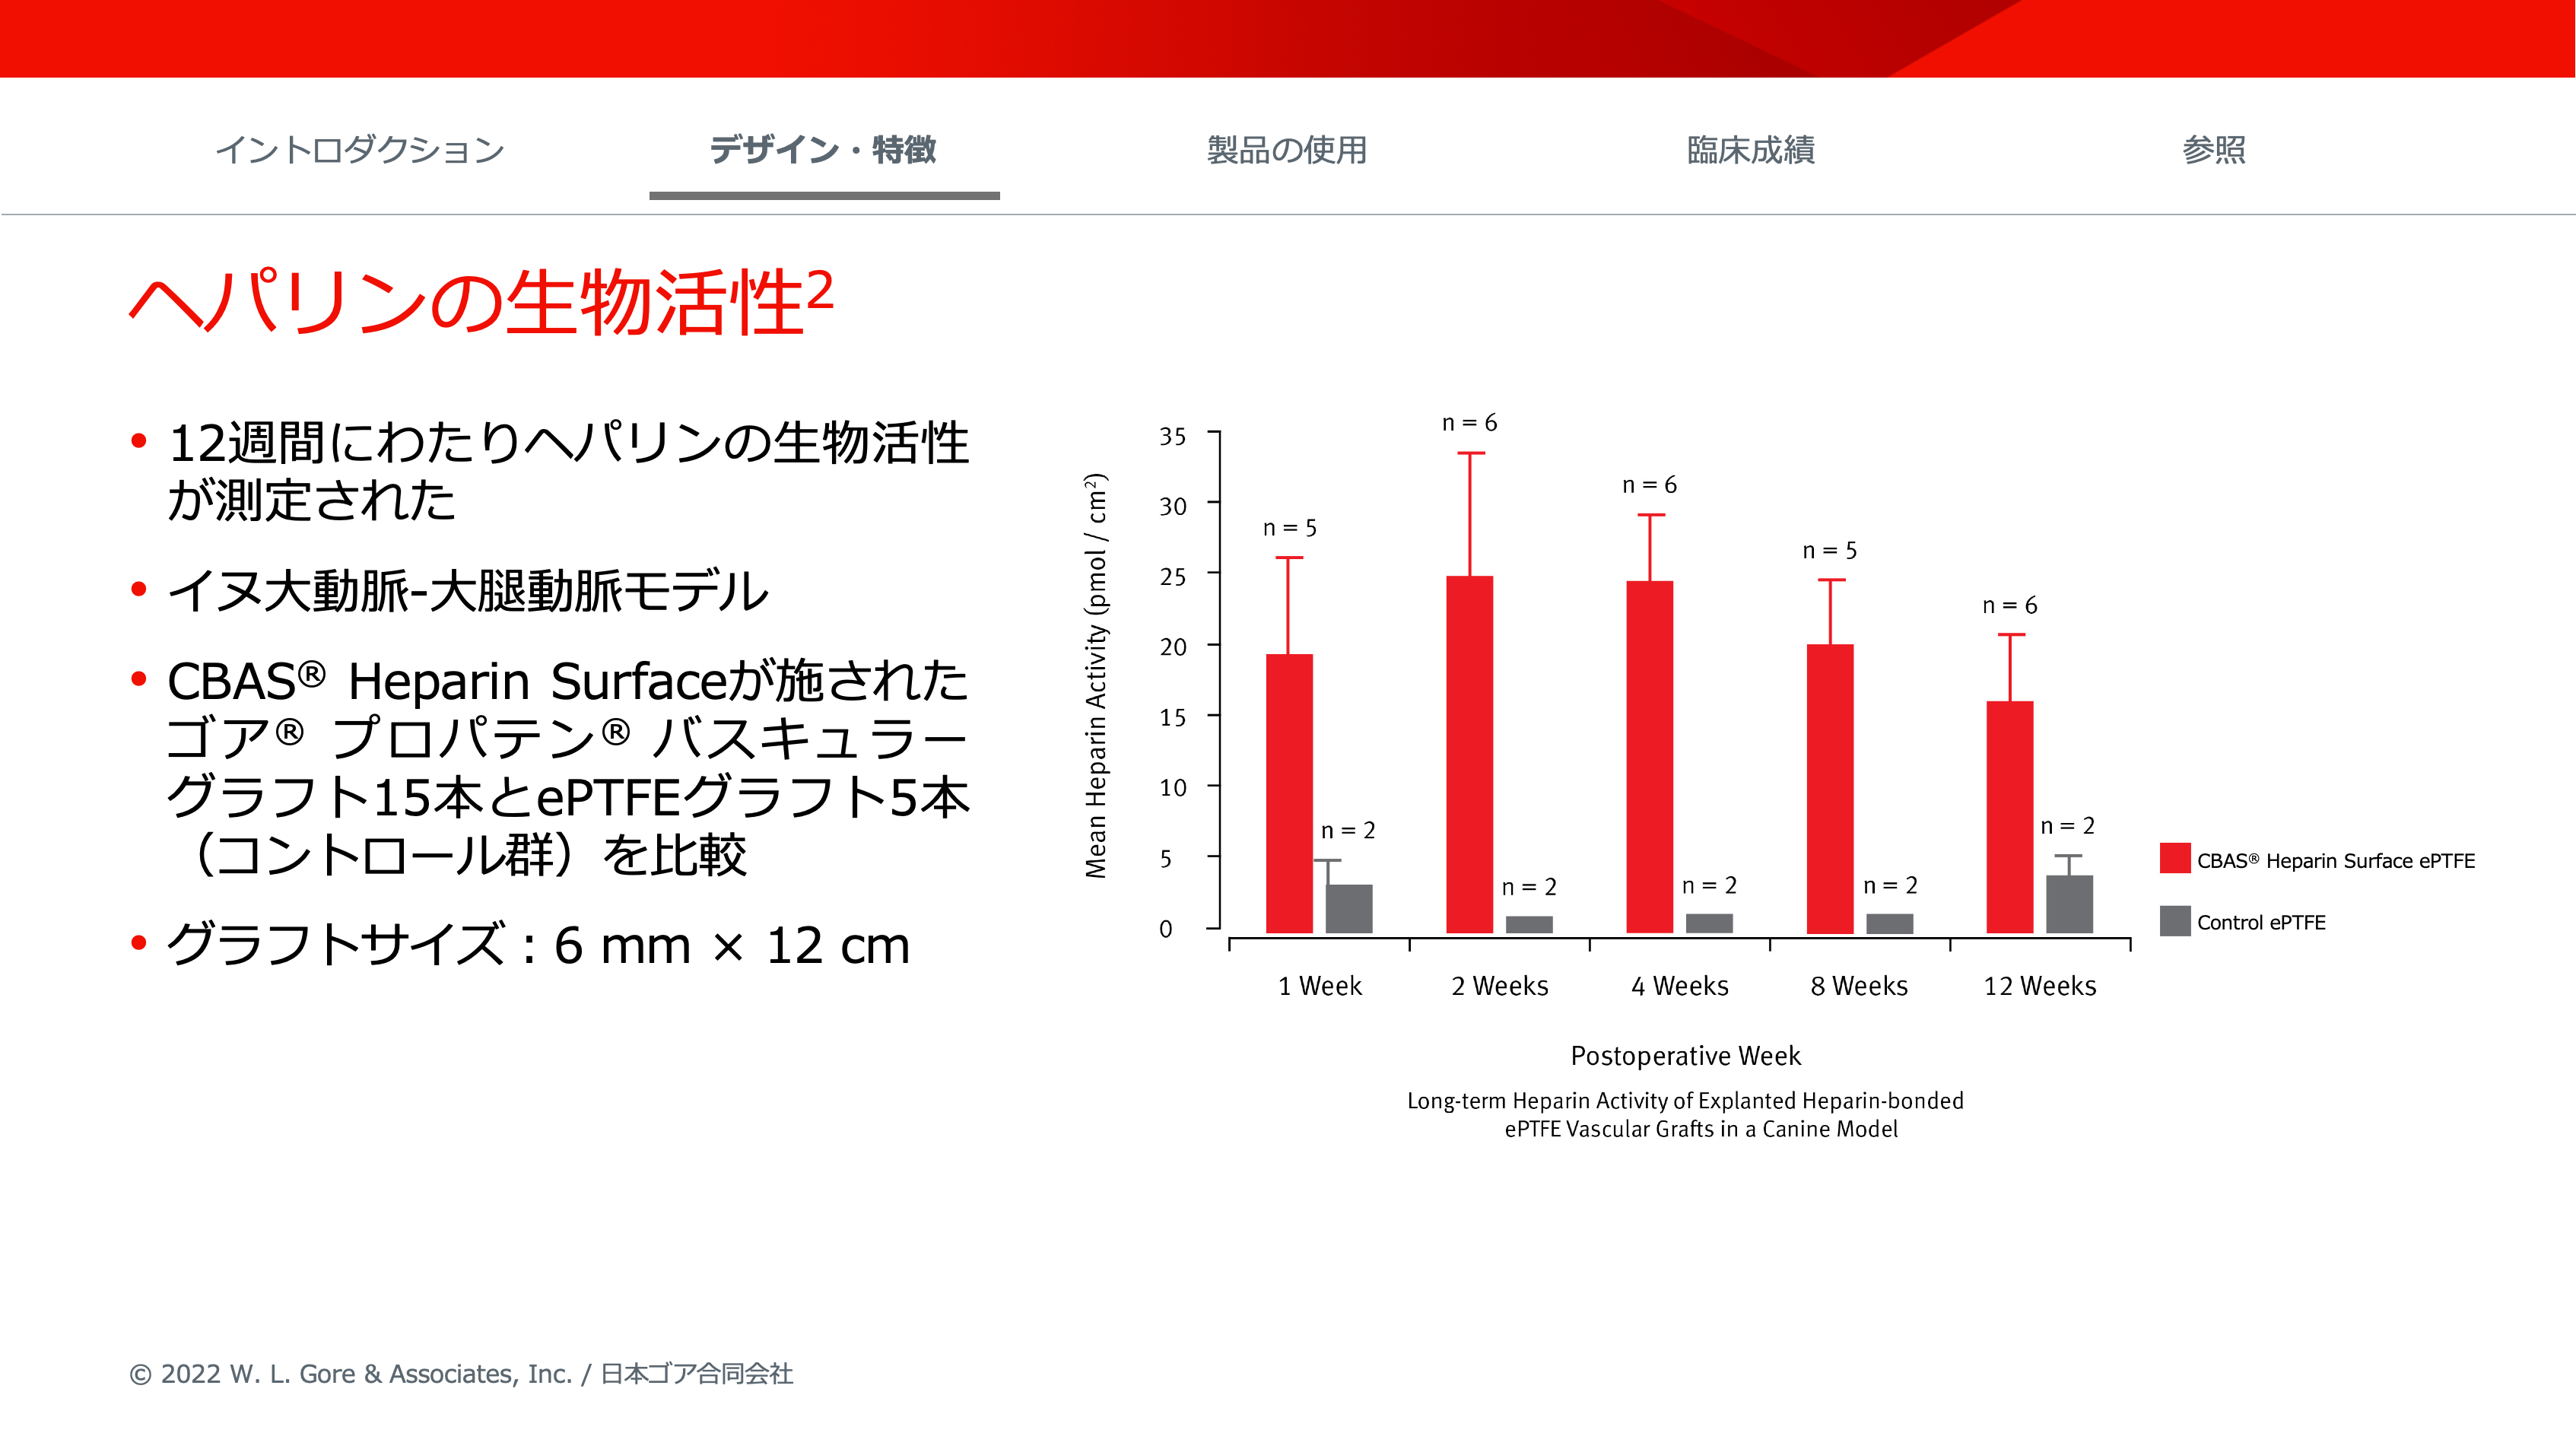 イントロダクション
デザイン・特徴
製品の使用
臨床成績
参照
ヘパリンの生物活性²
• 12週間にわたりヘパリンの生物活性
が測定された
• イヌ大動脈-大腿動脈モデル
• CBAS® Heparin Surfaceが施された
ゴア® プロパテン® バスキュラー
グラフト15本とePTFEグラフト5本
（コントロール群）を比較
• グラフトサイズ：6 mm × 12 cm
Mean Heparin Activity (pmol / cm²)
35
30
25
20
15
10
5
0
n = 5
n = 2
n = 6
n = 2
n = 6
n = 2
n = 5
n = 2
n = 6
n = 2
1 Week
2 Weeks
4 Weeks
8 Weeks
12 Weeks
Postoperative Week
Long-term Heparin Activity of Explanted Heparin-bonded
ePTFE Vascular Grafts in a Canine Model
CBAS® Heparin Surface ePTFE
Control ePTFE
© 2022 W. L. Gore & Associates, Inc. / 日本ゴア合同会社